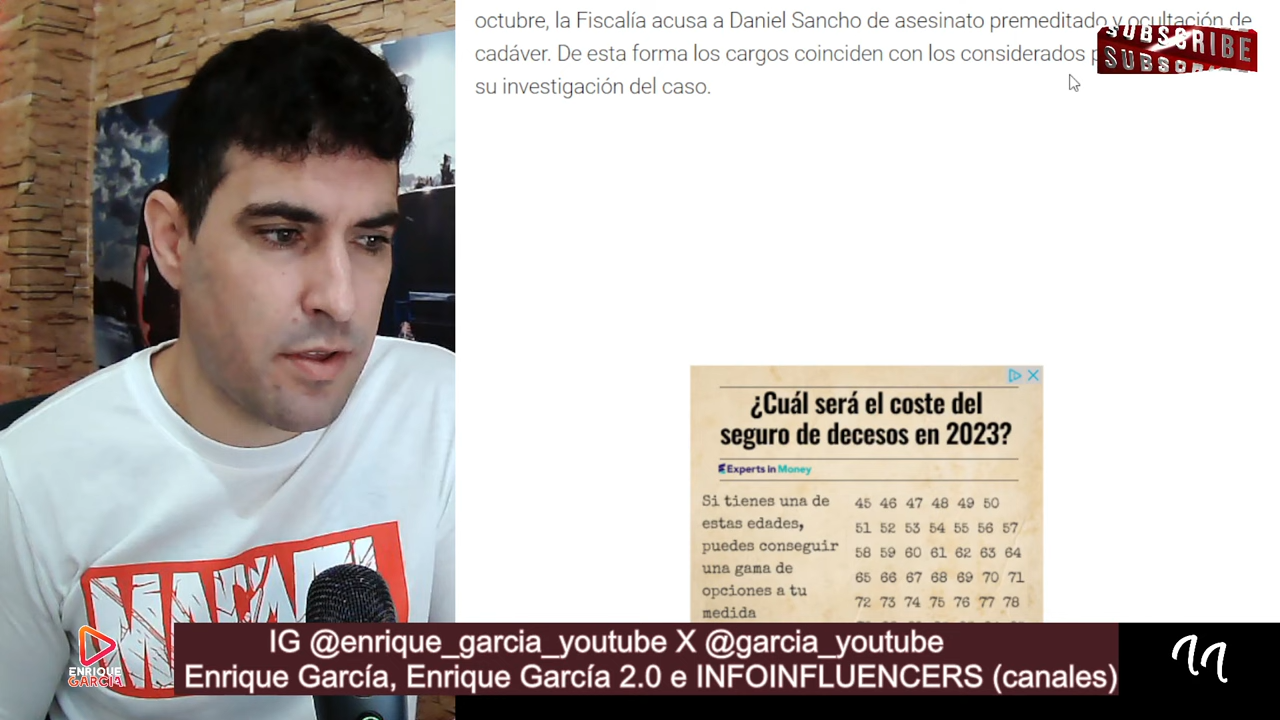 octubre, la Fiscalía acusa a Daniel Sancho de asesinato premeditado y ocultación de
cadáver. De esta forma los cargos coinciden con los considerados
su investigación del caso.
SUBSCRIBE
SUBSCRIBE
¿Cuál será el coste del
seguro de decesos en 2023?
Experts in Money
Si tienes una de
estas edades,
puedes conseguir
una gama de
opciones a tu
medida
45 46 47 48 49 50
51 52 53 54 55 56 57
58 59 60 61 62 63 64
65 66 67 68 69 70 71
72 73 74 75 76 77 78
IG @enrique_garcia_youtube X @garcia_youtube
Enrique García, Enrique García 2.0 e INFOINFLUENCERS (canales)
ENRIQUE
GARCÍA